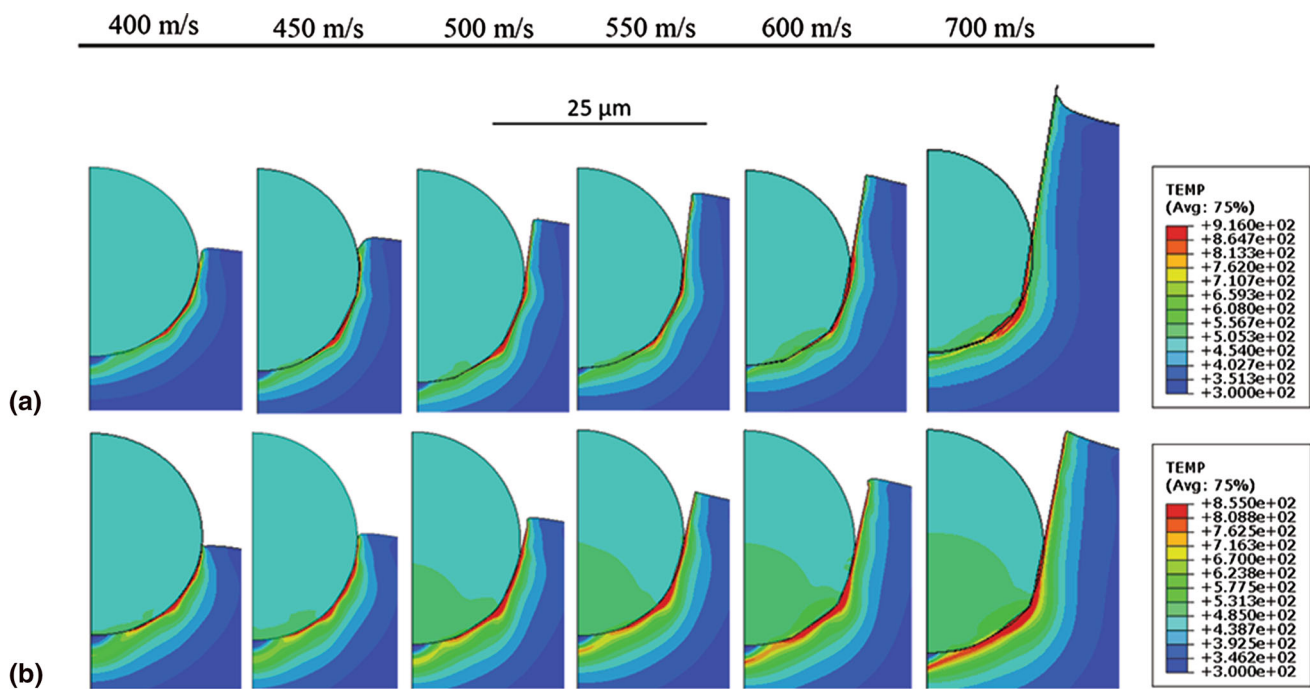 400 m/s 450 m/s 500 m/s 550 m/s 600 m/s 700 m/s
25 µm
(a)
TEMP
(Avg: 75%)
+9.160e+02
+8.647e+02
+8.133e+02
+7.620e+02
+7.107e+02
+6.593e+02
+6.080e+02
+5.567e+02
+5.053e+02
+4.540e+02
+4.027e+02
+3.513e+02
+3.000e+02
(b)
TEMP
(Avg: 75%)
+8.550e+02
+8.088e+02
+7.625e+02
+7.163e+02
+6.700e+02
+6.238e+02
+5.775e+02
+5.313e+02
+4.850e+02
+4.387e+02
+3.925e+02
+3.462e+02
+3.000e+02